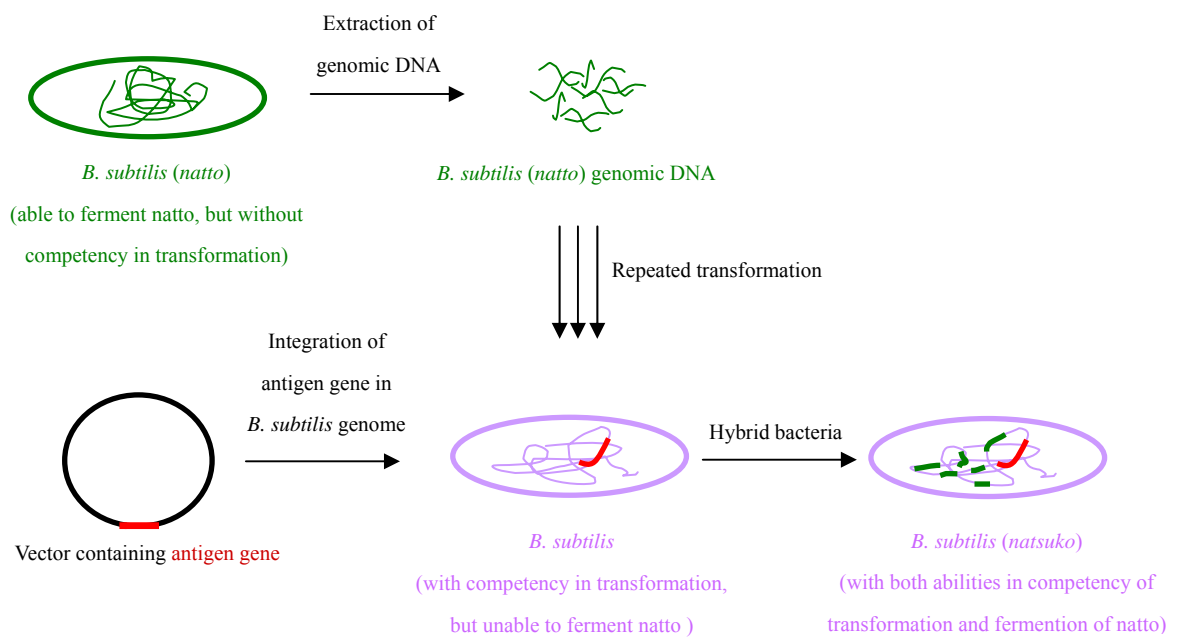 Extraction of
genomic DNA
B. subtilis (natto)
(able to ferment natto, but without
competency in transformation)
B. subtilis (natto) genomic DNA
Repeated transformation
Integration of
antigen gene in
B. subtilis genome
Hybrid bacteria
Vector containing antigen gene
B. subtilis
(with competency in transformation,
but unable to ferment natto )
B. subtilis (natsuko)
(with both abilities in competency of
transformation and fermention of natto)